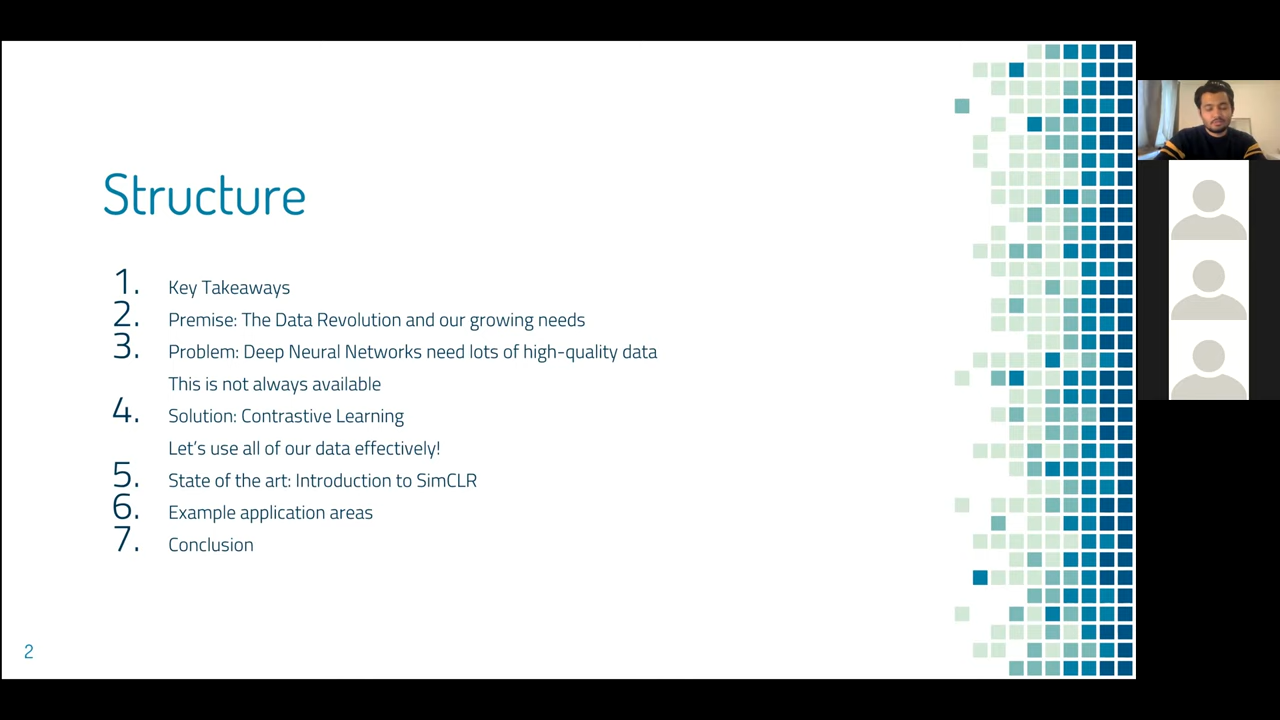 Structure
1. Key Takeaways
2. Premise: The Data Revolution and our growing needs
3. Problem: Deep Neural Networks need lots of high-quality data
This is not always available
4. Solution: Contrastive Learning
Let's use all of our data effectively!
5. State of the art: Introduction to SimCLR
6. Example application areas
7. Conclusion
2